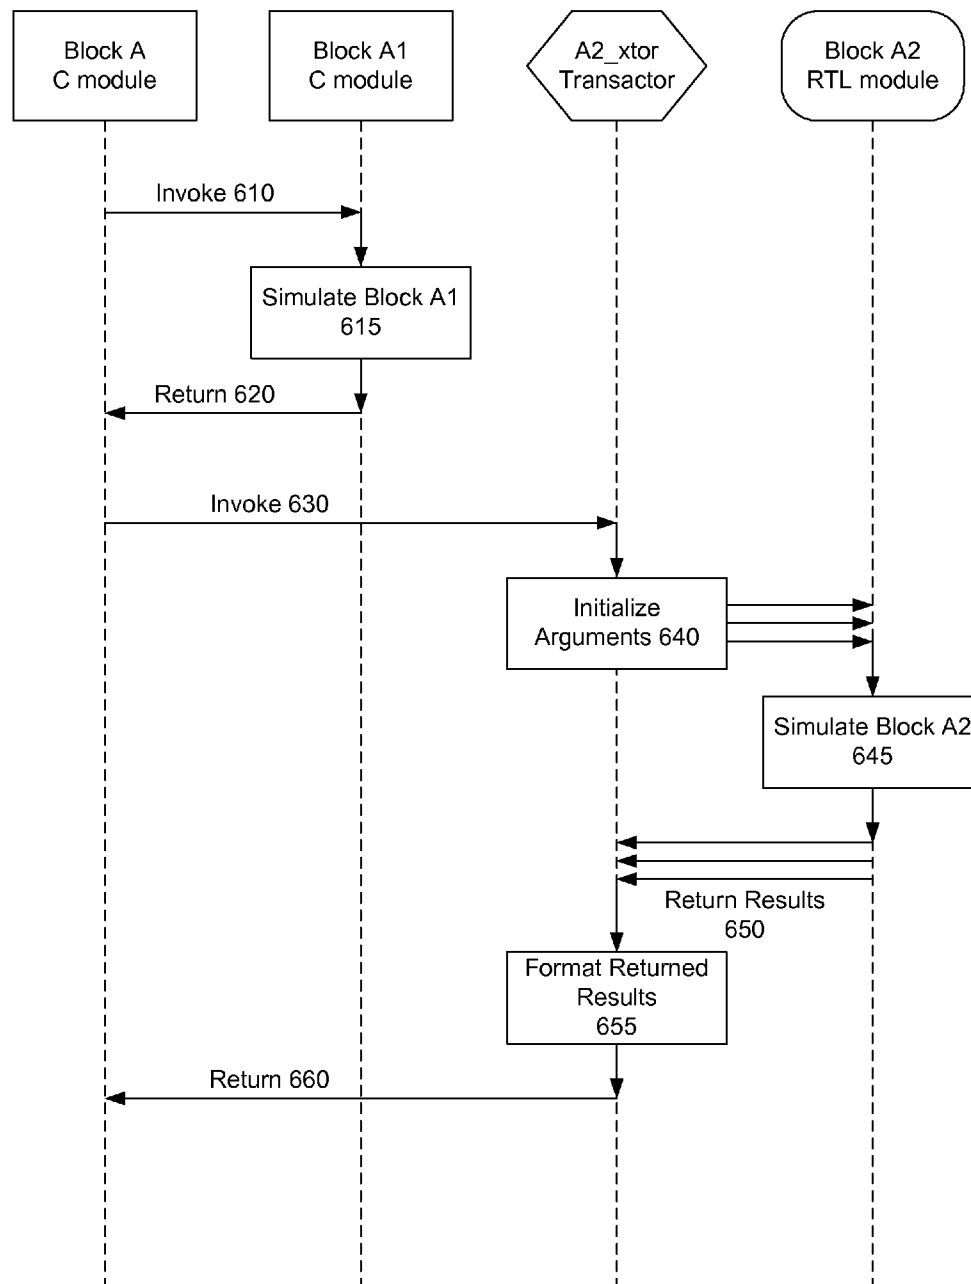 Block A
C module
Block A1
C module
A2_xtor
Transactor
Block A2
RTL module
Invoke 610
Simulate Block A1
615
Return 620
Invoke 630
Initialize
Arguments 640
Simulate Block A2
645
Return Results
650
Format Returned
Results
655
Return 660